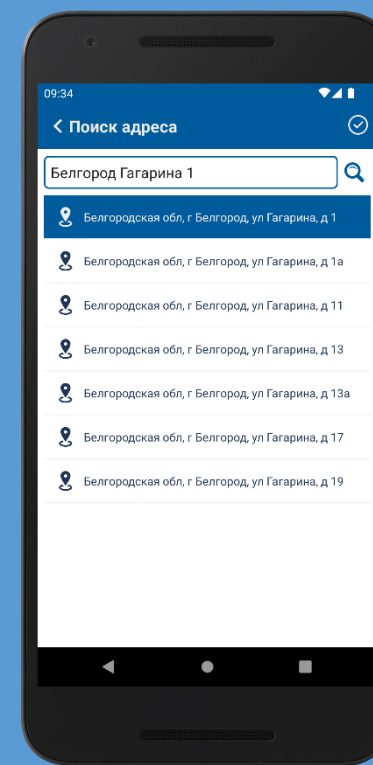 09:34
Поиск адреса
Белгород Гагарина 1
Белгородская обл, г Белгород, ул Гагарина, д 1
Белгородская обл, г Белгород, ул Гагарина, д 1а
Белгородская обл, г Белгород, ул Гагарина, д 11
Белгородская обл, г Белгород, ул Гагарина, д 13
Белгородская обл, г Белгород, ул Гагарина, д 13а
Белгородская обл, г Белгород, ул Гагарина, д 17
Белгородская обл, г Белгород, ул Гагарина, д 19